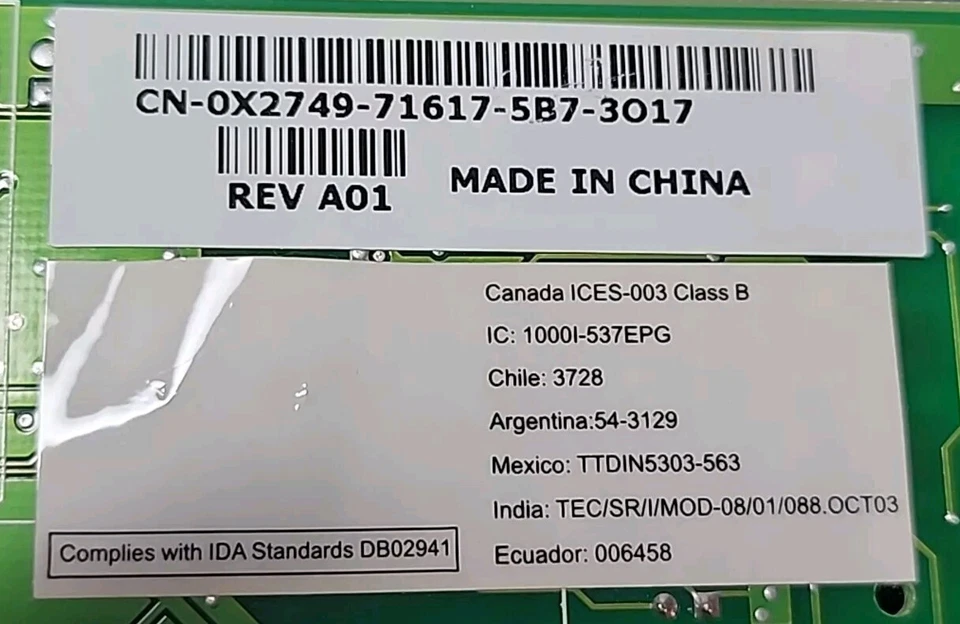 CN-0X2749-71617-5B7-3O17
REV A01
MADE IN CHINA
Canada ICES-003 Class B
IC: 1000I-537EPG
Chile: 3728
Argentina:54-3129
Mexico: TTDIN5303-563
India: TEC/SR/I/MOD-08/01/088.OCT03
Complies with IDA Standards DB02941
Ecuador: 006458